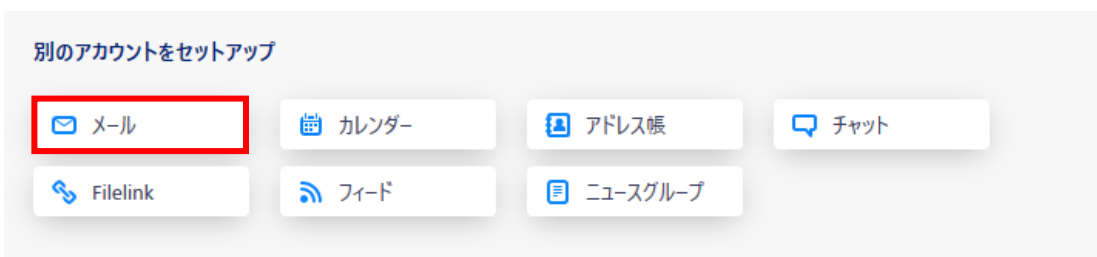 別のアカウントをセットアップ
メール カレンダー アドレス帳 チャット
Filelink フィード ニュースグループ